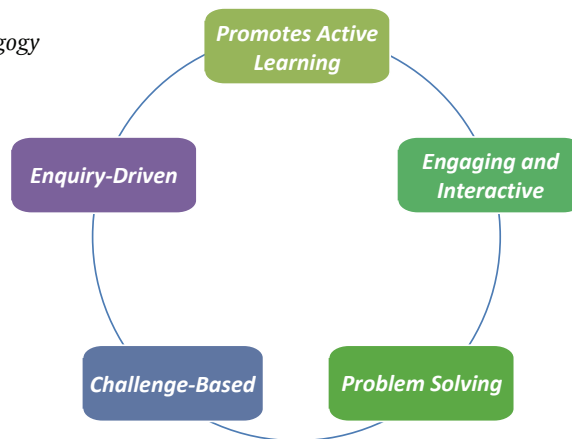 Promotes Active
Learning
Engaging and
Interactive
Problem Solving
Challenge-Based
Enquiry-Driven